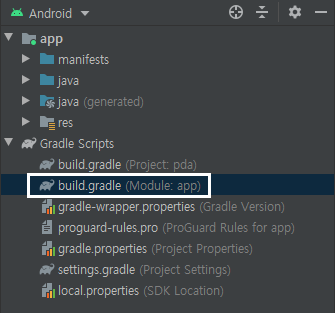 Android
app
manifests
java
java (generated)
res
Gradle Scripts
build.gradle (Project: pda)
build.gradle (Module: app)
gradle-wrapper.properties (Gradle Version)
proguard-rules.pro (ProGuard Rules for app)
gradle.properties (Project Properties)
settings.gradle (Project Settings)
local.properties (SDK Location)